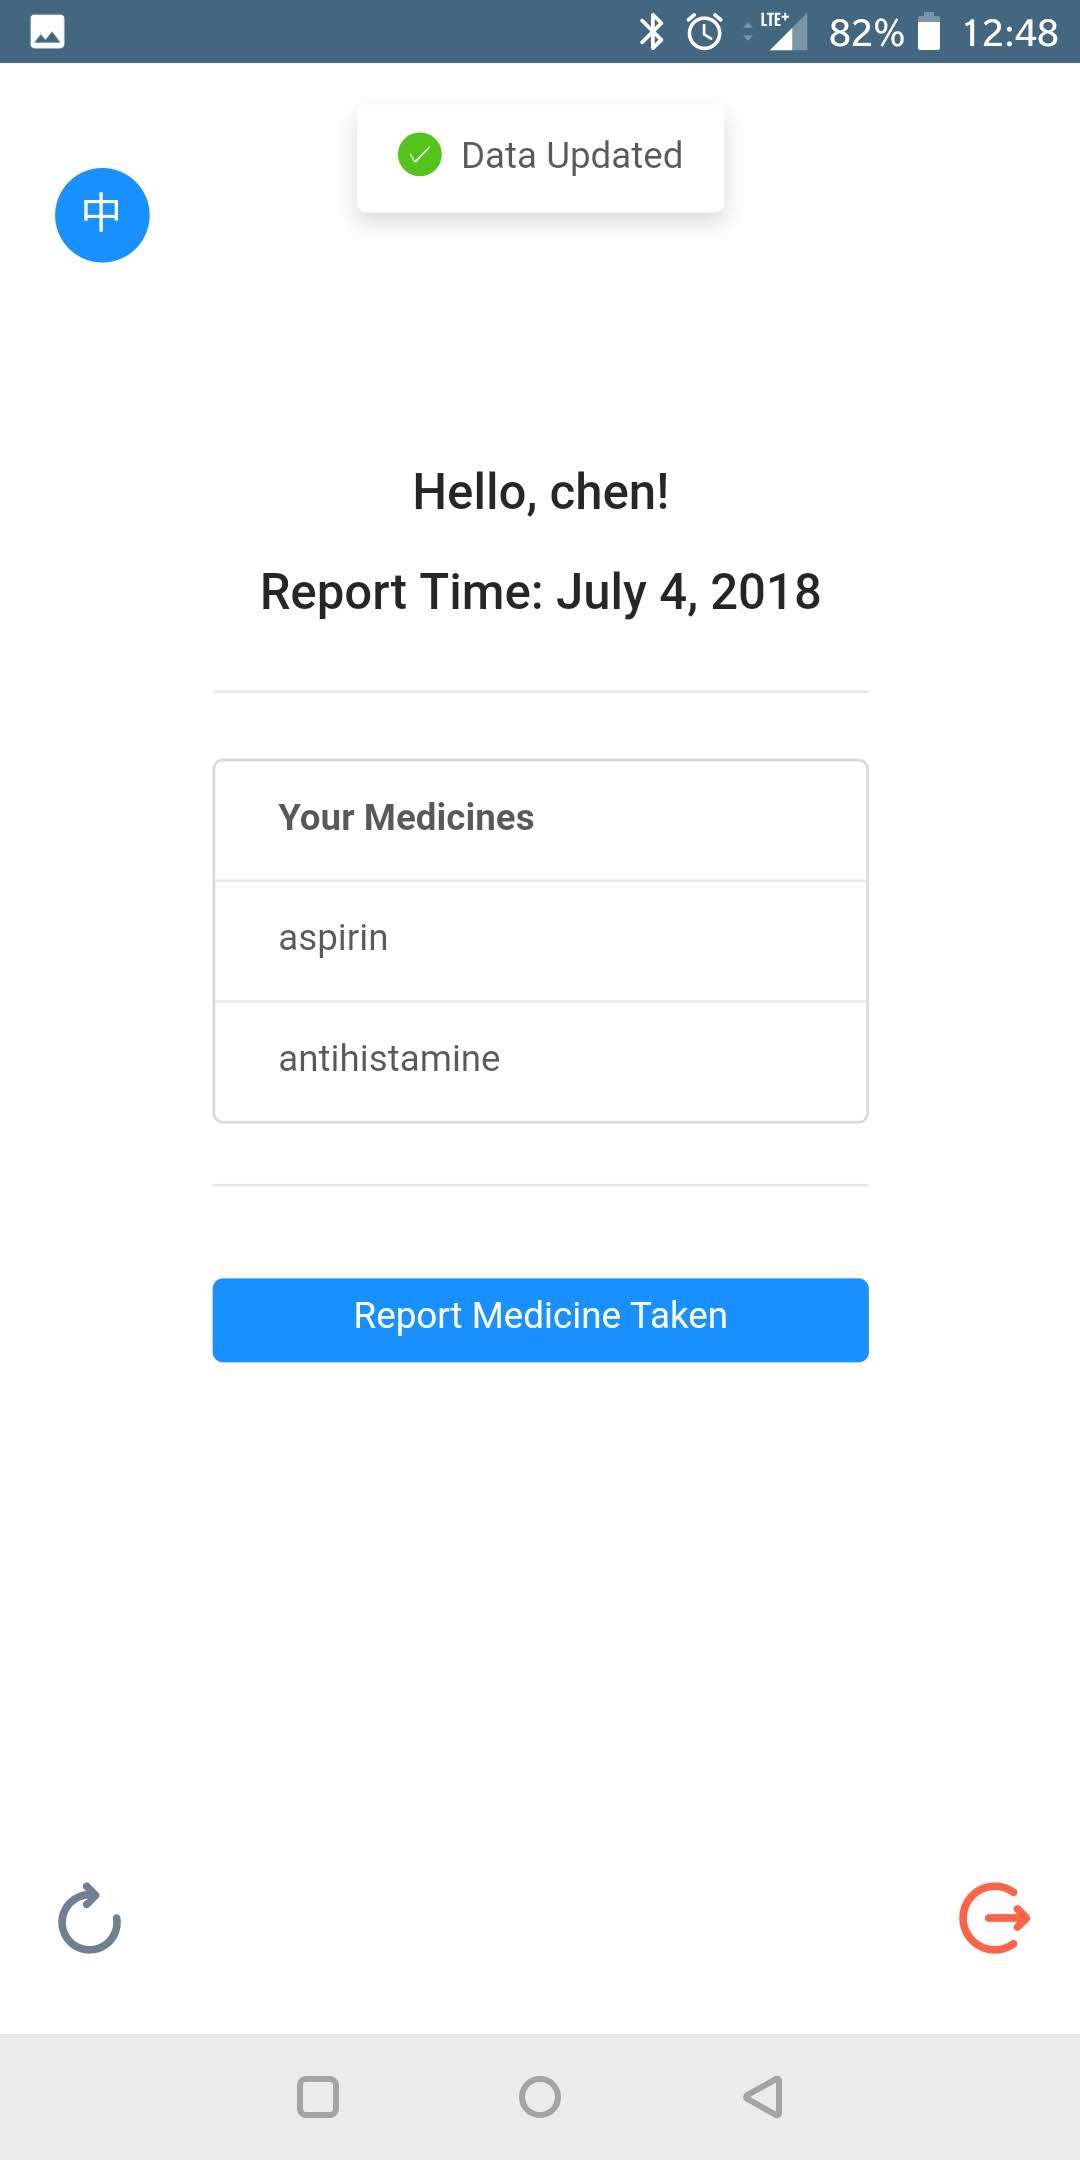 LTE+ 82% 12:48
Data Updated
中
Hello, chen!
Report Time: July 4, 2018
Your Medicines
aspirin
antihistamine
Report Medicine Taken